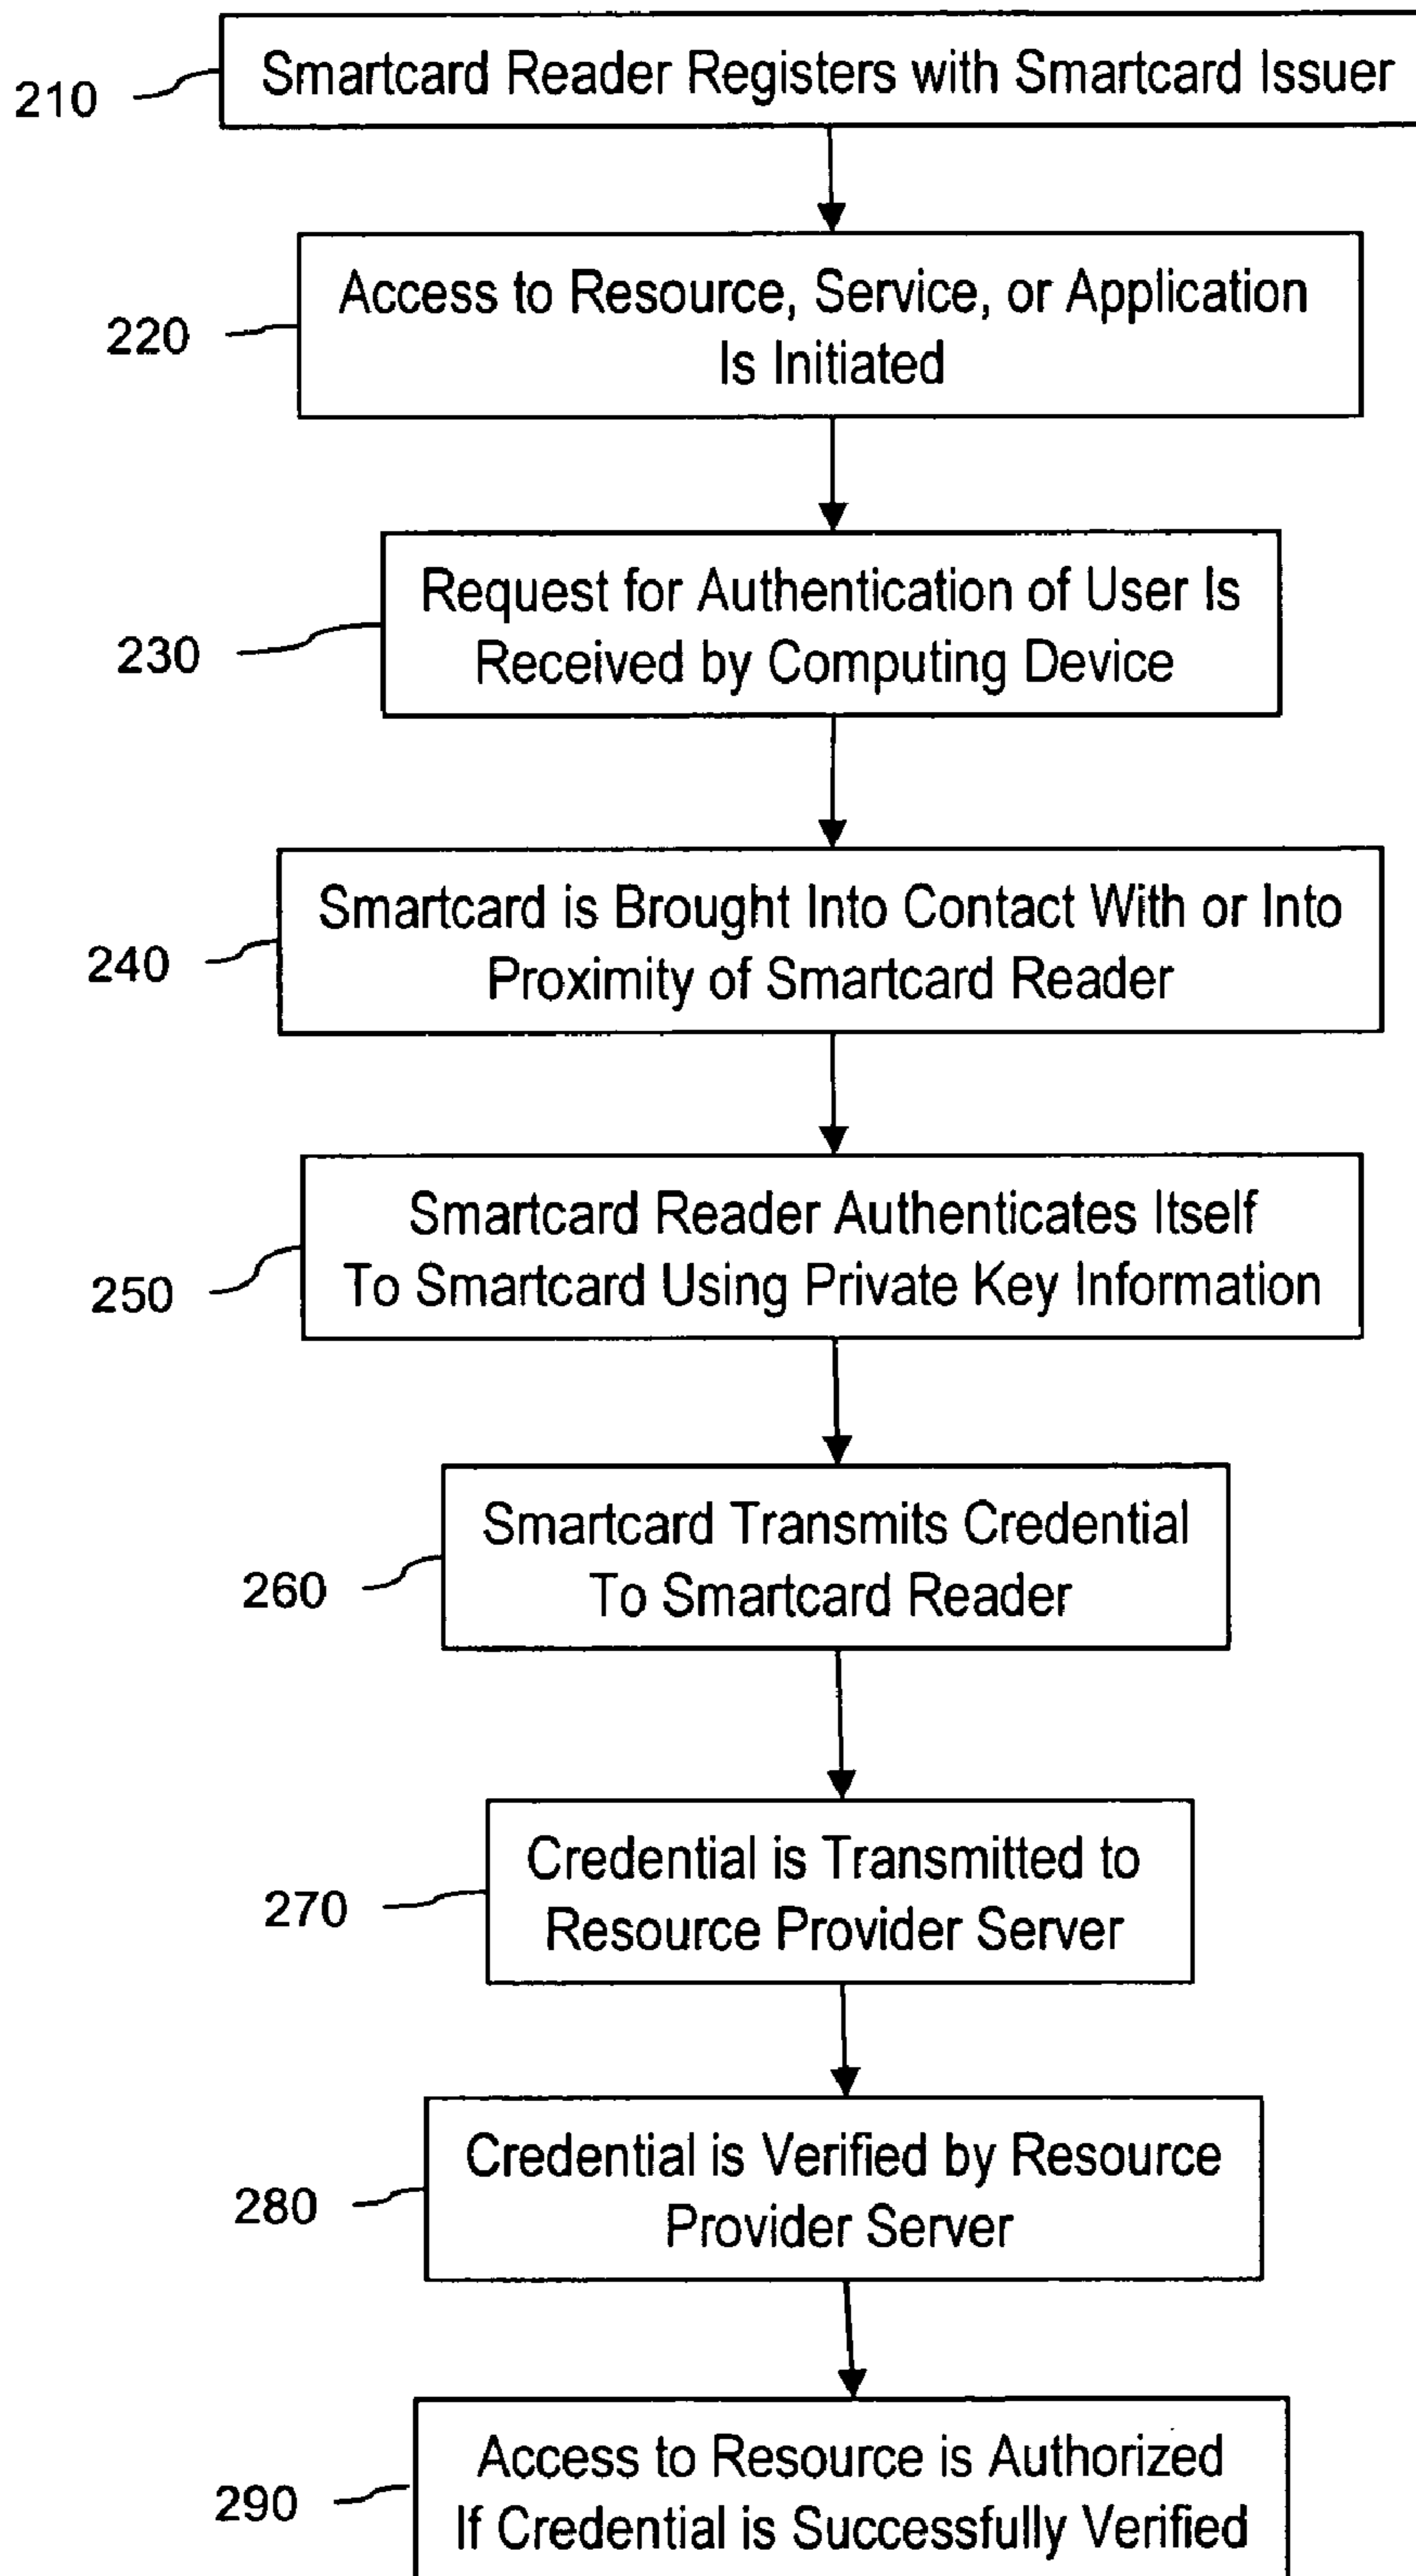 210
Smartcard Reader Registers with Smartcard Issuer
220
Access to Resource, Service, or Application
Is Initiated
230
Request for Authentication of User Is
Received by Computing Device
240
Smartcard is Brought Into Contact With or Into
Proximity of Smartcard Reader
250
Smartcard Reader Authenticates Itself
To Smartcard Using Private Key Information
260
Smartcard Transmits Credential
To Smartcard Reader
270
Credential is Transmitted to
Resource Provider Server
280
Credential is Verified by Resource
Provider Server
290
Access to Resource is Authorized
If Credential is Successfully Verified